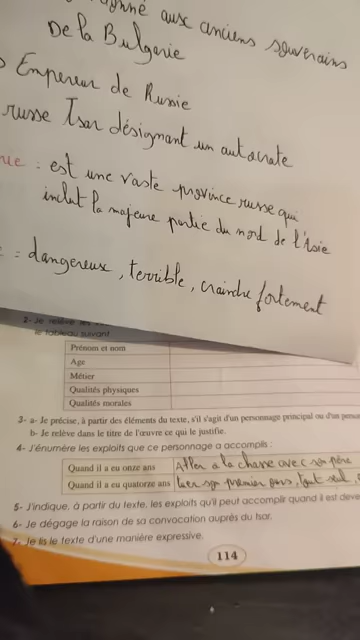 aux anciens souverains
De la Bulgarie
Empereur de Russie
russe Tsar désignant un autocrate
: est une vaste province russe qui
inclut la majeure partie du nord de l'Asie
= dangereux, terrible, craindre fortement
2- Je relève les
le tableau suivant
Prénom et nom
Age
Métier
Qualités physiques
Qualités morales
3- a- Je précise, à partir des éléments du texte, s'il s'agit d'un personnage principal ou d'un
b- Je relève dans le titre de l'œuvre ce qui le justifie.
4- J'énumère les exploits que ce personnage a accomplis :
Quand il a eu onze ans Aller a la chasse avec son père
Quand il a eu quatorze ans tuer son premier ours, tout seul,
5- J'indique, à partir du texte, les exploits qu'il peut accomplir quand il est
6- Je dégage la raison de sa convocation auprès du tsar.
7- Je lis le texte d'une manière expressive.
114